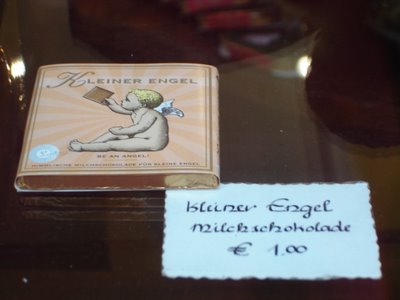 KLEINER ENGEL
BE AN ANGEL!
HIMMLISCHE MILCHSCHOKOLADE FÜR KLEINE ENGEL
Kleiner Engel
Milchschokolade
€ 1,00